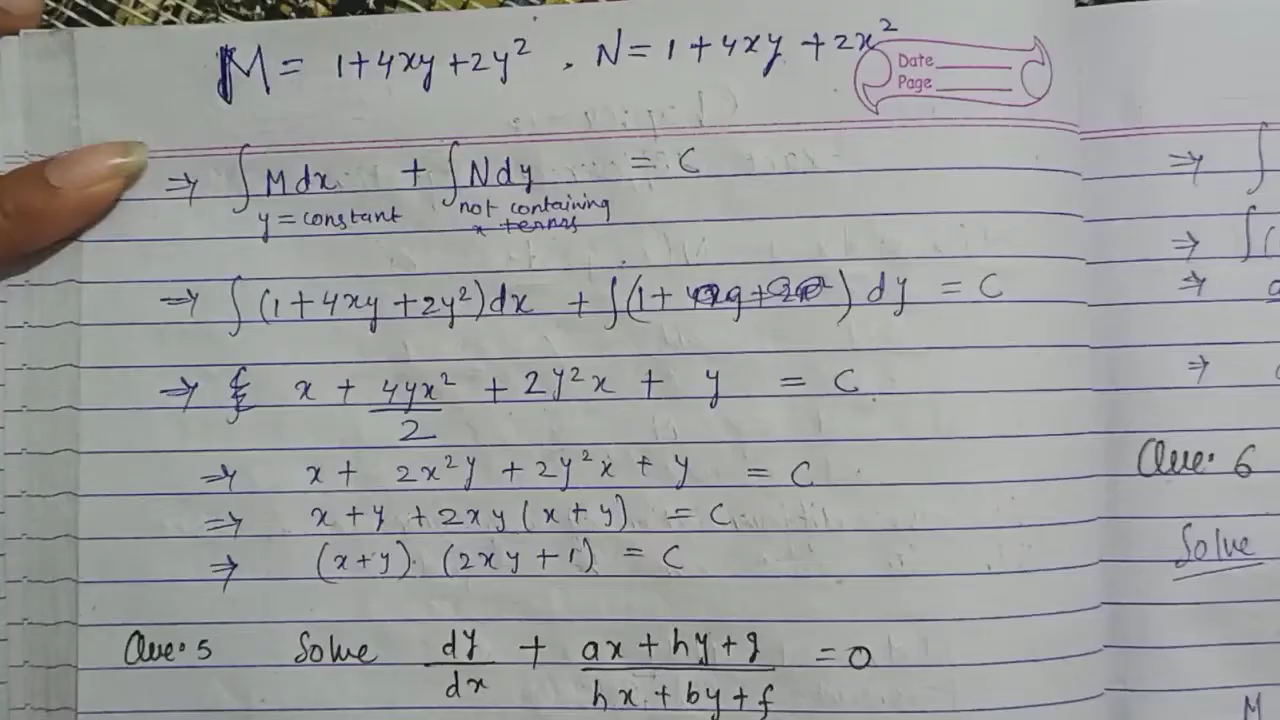 M = 1+4xy+2y² , N = 1+4xy+2x²
Date
Page
⇒ ∫ M dx + ∫ N dy = C
y = constant not containing
x terms
⇒ ∫ (1+4xy+2y²) dx + ∫ (1+ ) dy = C
⇒ x + 4yx²/2 + 2y²x + y = C
⇒ x + 2x²y + 2y²x + y = C
⇒ x + y + 2xy (x+y) = C
⇒ (x+y). (2xy+1) = C
Que. 5 Solve dy/dx + (ax+hy+g)/(hx+by+f) = 0
⇒ ∫
⇒ ∫(
⇒
⇒
Que. 6
Solve
M